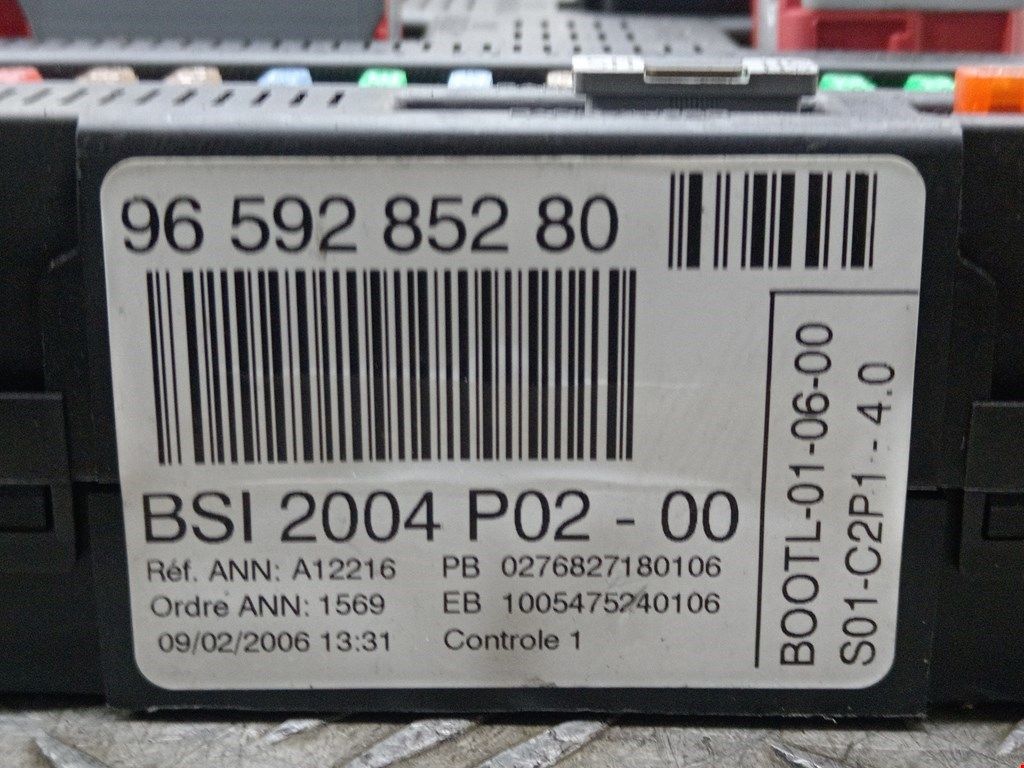 96 592 852 80
BSI 2004 P02 - 00
Réf. ANN: A12216 PB 0276827180106
Ordre ANN: 1569 EB 1005475240106
09/02/2006 13:31 Controle 1
BOOTL-01-06-00
S01-C2P1 - 4.0